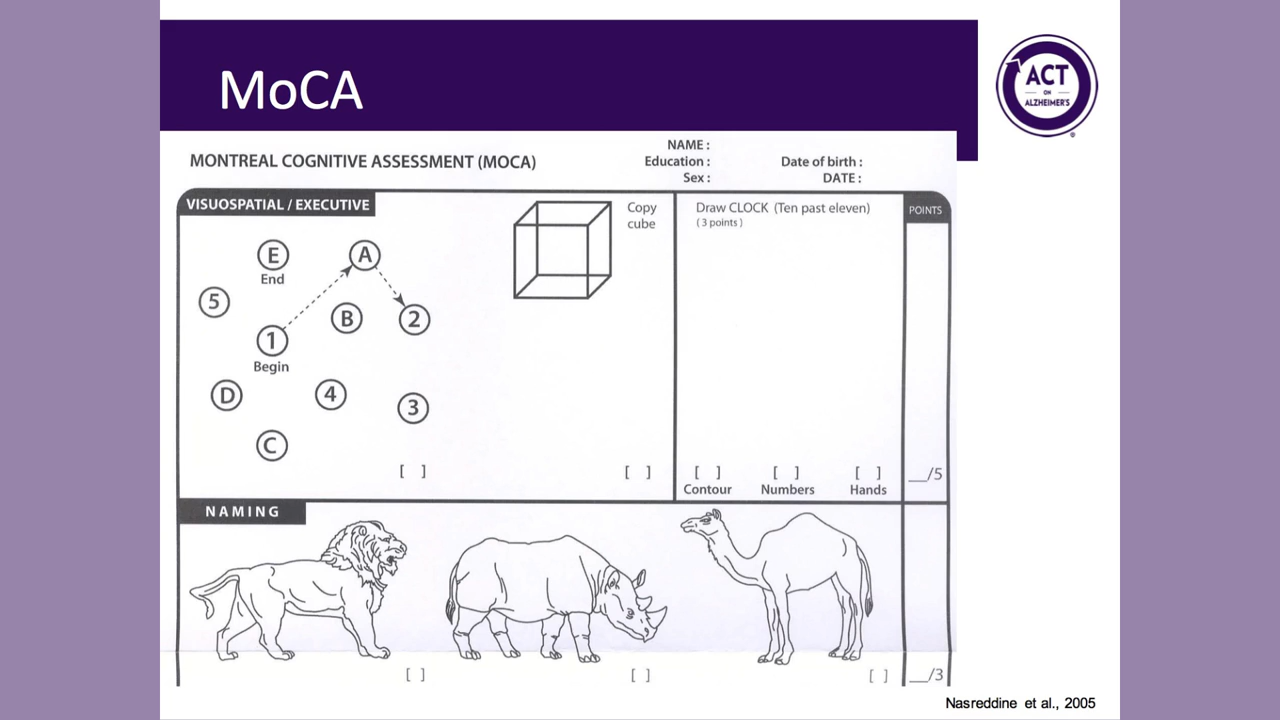 MoCA
ACT
ON
ALZHEIMER'S
®
MONTREAL COGNITIVE ASSESSMENT (MOCA)
NAME :
Education :
Sex :
Date of birth :
DATE :
VISUOSPATIAL / EXECUTIVE
E
End
A
5
B
2
1
Begin
D
4
3
C
[ ]
Copy
cube
[ ]
Draw CLOCK (Ten past eleven)
( 3 points )
[ ] [ ] [ ]
Contour Numbers Hands
POINTS
__/5
NAMING
[ ] [ ] [ ]
__/3
Nasreddine et al., 2005